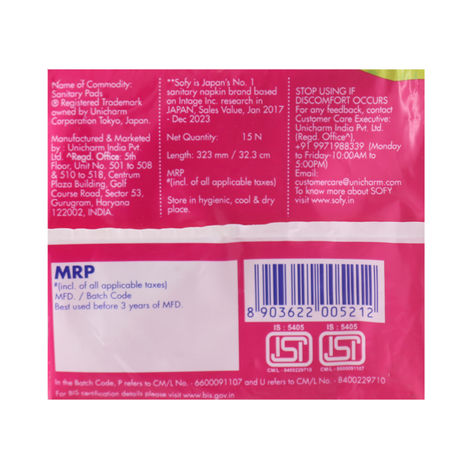 Name of Commodity:
Sanitary Pads
® Registered Trademark
owned by Unicharm
Corporation Tokyo, Japan.
Manufactured & Marketed
by : Unicharm India Pvt.
Ltd. ^Regd. Office: 5th
Floor, Unit No. 501 to 508
& 510 to 518, Centrum
Plaza Building, Golf
Course Road, Sector 53,
Gurugram, Haryana
122002, INDIA.
**Sofy is Japan's No. 1
sanitary napkin brand based
on Intage Inc. research in
JAPAN, Sales Value, Jan 2017
- Dec 2023
Net Quantity: 15 N
Length: 323 mm / 32.3 cm
MRP
*(incl. of all applicable taxes)
Store in hygienic, cool & dry
place.
STOP USING IF
DISCOMFORT OCCURS
For any feedback, contact
Customer Care Executive:
Unicharm India Pvt. Ltd.
(Regd. Office^),
+ 91 9971988339 (Monday
to Friday-10:00AM to
5:00PM)
Email:
customercare@unicharm.com
To know more about SOFY
visit www.sofy.in
MRP
*(incl. of all applicable taxes)
MFD. / Batch Code
Best used before 3 years of MFD.
8 903622 005212
IS : 5405 IS : 5405
CM/L - 8400229710 CM/L - 6600091107
In the Batch Code, P refers to CM/L No. - 6600091107 and U refers to CM/L No. - 8400229710
For BIS certification details please visit www.bis.gov.in